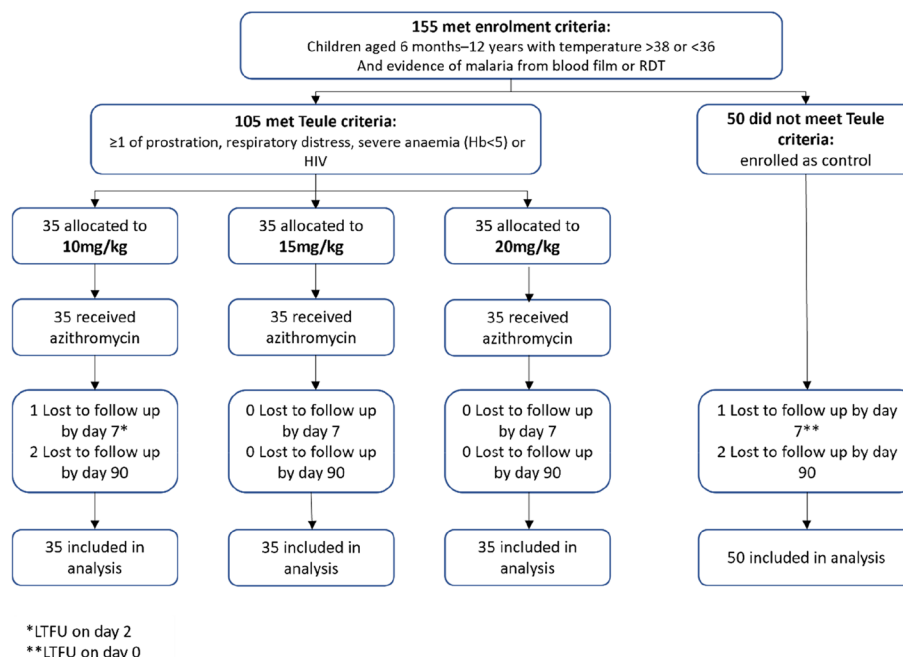 155 met enrolment criteria:
Children aged 6 months–12 years with temperature >38 or <36
And evidence of malaria from blood film or RDT
105 met Teule criteria:
≥1 of prostration, respiratory distress, severe anaemia (Hb<5) or
HIV
50 did not meet Teule
criteria:
enrolled as control
35 allocated to
10mg/kg
35 allocated to
15mg/kg
35 allocated to
20mg/kg
35 received
azithromycin
35 received
azithromycin
35 received
azithromycin
1 Lost to follow up
by day 7*
2 Lost to follow up
by day 90
0 Lost to follow up
by day 7
0 Lost to follow up
by day 90
0 Lost to follow up
by day 7
0 Lost to follow up
by day 90
1 Lost to follow up by day
7**
2 Lost to follow up by day
90
35 included in
analysis
35 included in
analysis
35 included in
analysis
50 included in analysis
*LTFU on day 2
**LTFU on day 0